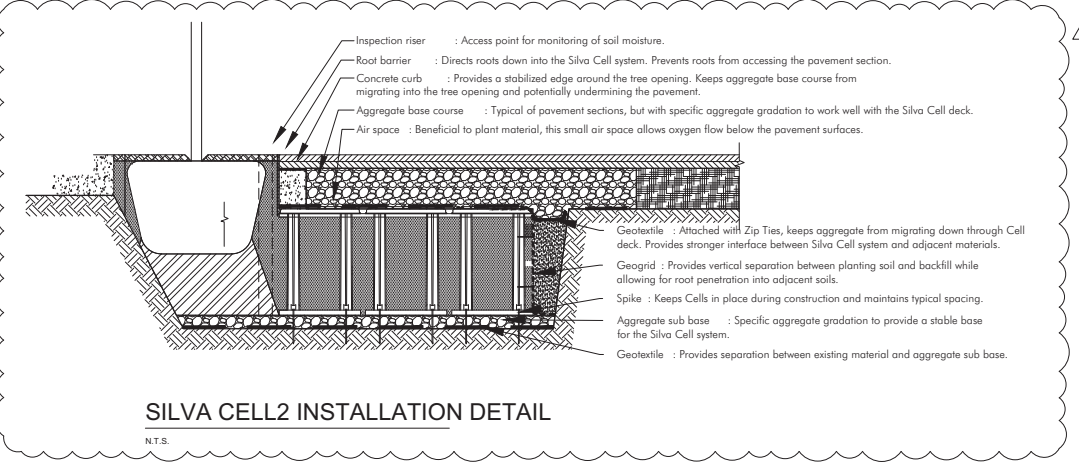 Inspection riser : Access point for monitoring of soil moisture.
Root barrier : Directs roots down into the Silva Cell system. Prevents roots from accessing the pavement section.
Concrete curb : Provides a stabilized edge around the tree opening. Keeps aggregate base course from
migrating into the tree opening and potentially undermining the pavement.
Aggregate base course : Typical of pavement sections, but with specific aggregate gradation to work well with the Silva Cell deck.
Air space : Beneficial to plant material, this small air space allows oxygen flow below the pavement surfaces.
Geotextile : Attached with Zip Ties, keeps aggregate from migrating down through Cell
deck. Provides stronger interface between Silva Cell system and adjacent materials.
Geogrid : Provides vertical separation between planting soil and backfill while
allowing for root penetration into adjacent soils.
Spike : Keeps Cells in place during construction and maintains typical spacing.
Aggregate sub base : Specific aggregate gradation to provide a stable base
for the Silva Cell system.
Geotextile : Provides separation between existing material and aggregate sub base.
SILVA CELL2 INSTALLATION DETAIL
N.T.S.